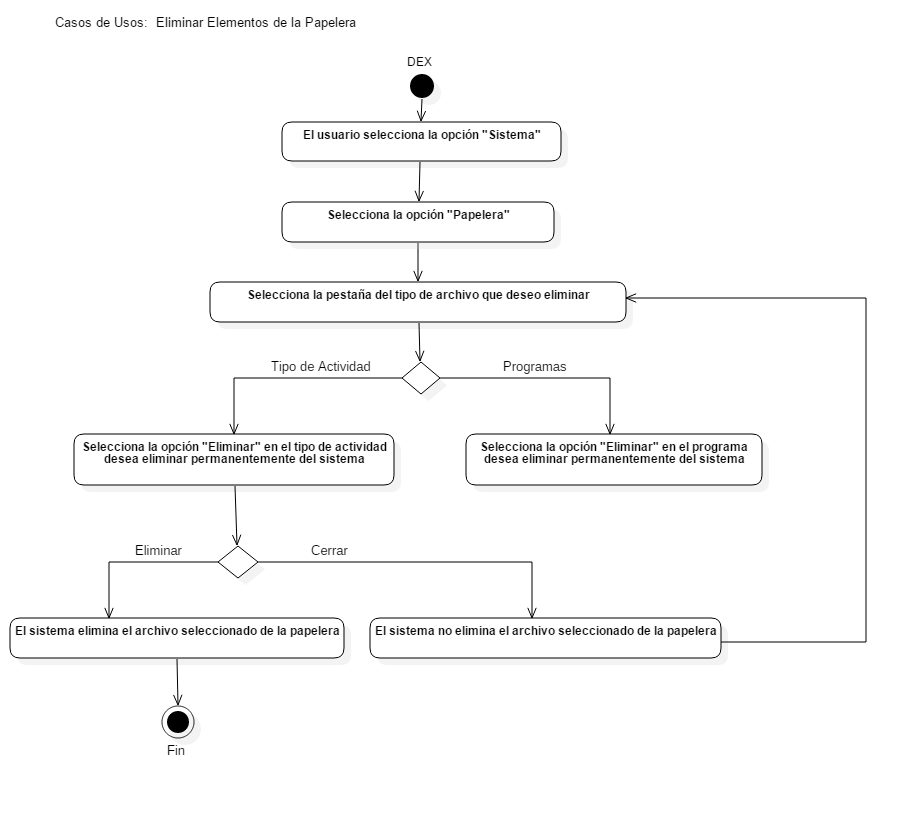 Casos de Usos:  Eliminar Elementos de la Papelera
DEX
El usuario selecciona la opción "Sistema"
Selecciona la opción "Papelera"
Selecciona la pestaña del tipo de archivo que deseo eliminar
Tipo de Actividad
Programas
Selecciona la opción "Eliminar" en el tipo de actividad
desea eliminar permanentemente del sistema
Selecciona la opción "Eliminar" en el programa
desea eliminar permanentemente del sistema
Eliminar
Cerrar
El sistema elimina el archivo seleccionado de la papelera
El sistema no elimina el archivo seleccionado de la papelera
Fin